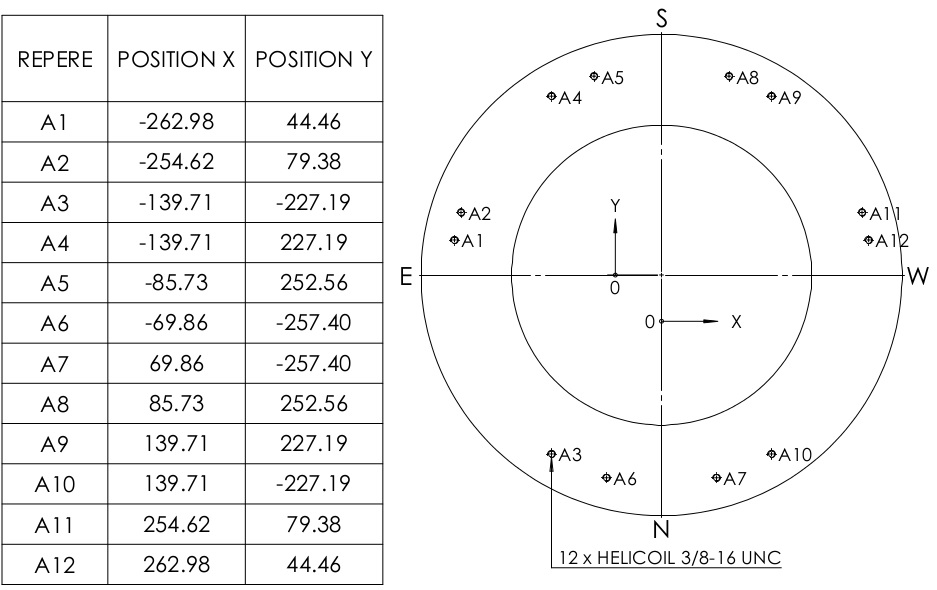 REPERE POSITION X POSITION Y
A1 -262.98 44.46
A2 -254.62 79.38
A3 -139.71 -227.19
A4 -139.71 227.19
A5 -85.73 252.56
A6 -69.86 -257.40
A7 69.86 -257.40
A8 85.73 252.56
A9 139.71 227.19
A10 139.71 -227.19
A11 254.62 79.38
A12 262.98 44.46
S
A5 A8
A4 A9
A2 Y A11
A1 A12
E W
0
0 X
A3 A10
A6 A7
N
12 x HELICOIL 3/8-16 UNC